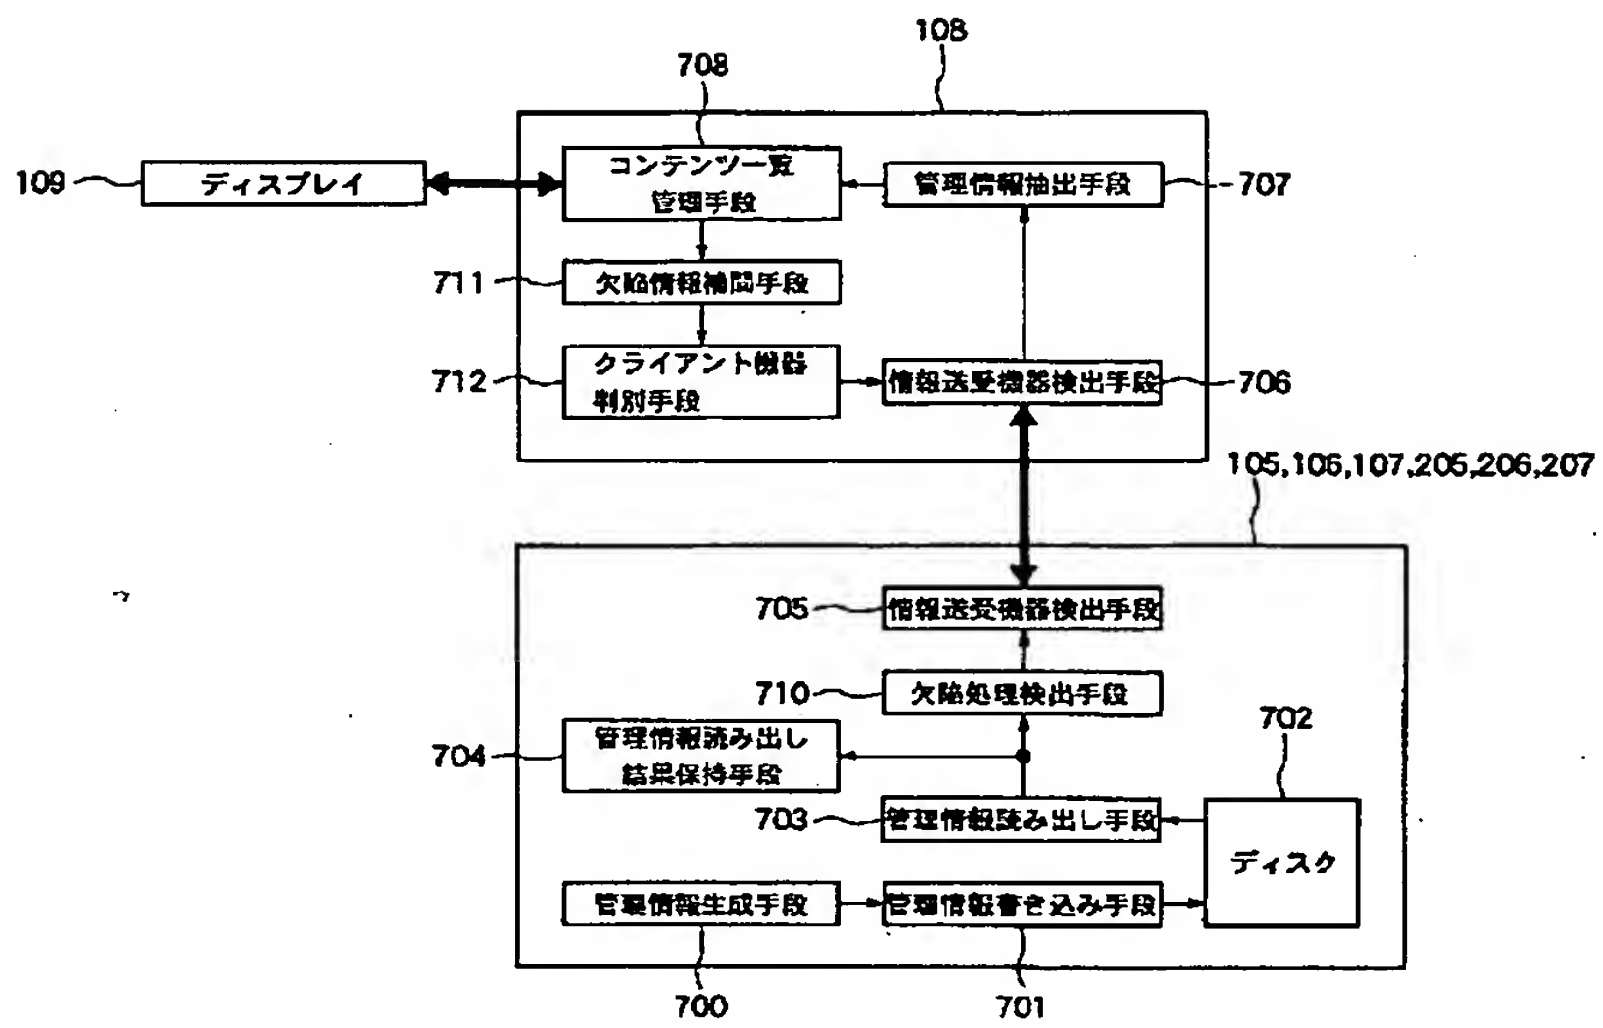 108
708
コンテンツ一覧
管理手段
管理情報抽出手段
707
109
ディスプレイ
711
欠陥情報補間手段
712
クライアント機器
判別手段
情報送受機器検出手段
706
105,106,107,205,206,207
705
情報送受機器検出手段
710
欠陥処理検出手段
702
704
管理情報読み出し
結果保持手段
703
管理情報読み出し手段
ディスク
管理情報生成手段
管理情報書き込み手段
700
701